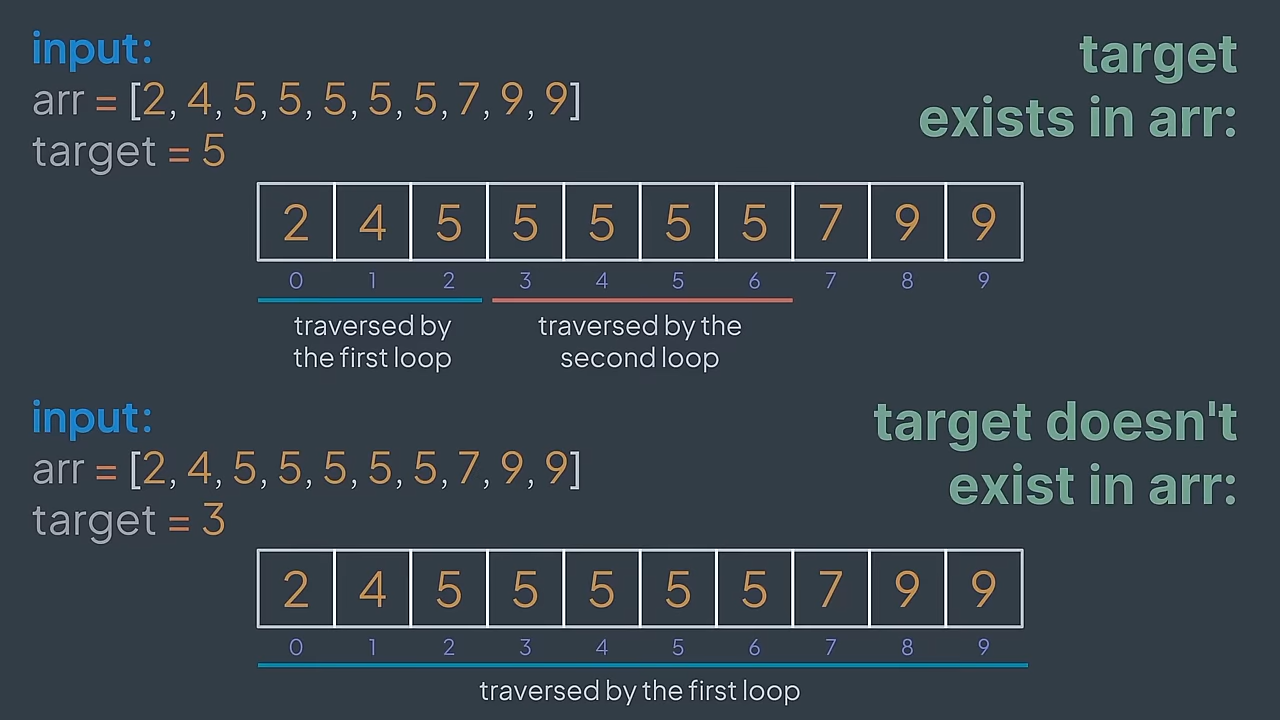 input:
arr = [2, 4, 5, 5, 5, 5, 5, 7, 9, 9]
target = 5
target
exists in arr:
2 4 5 5 5 5 5 7 9 9
0 1 2 3 4 5 6 7 8 9
traversed by
the first loop
traversed by the
second loop
input:
arr = [2, 4, 5, 5, 5, 5, 5, 7, 9, 9]
target = 3
target doesn't
exist in arr:
2 4 5 5 5 5 5 7 9 9
0 1 2 3 4 5 6 7 8 9
traversed by the first loop